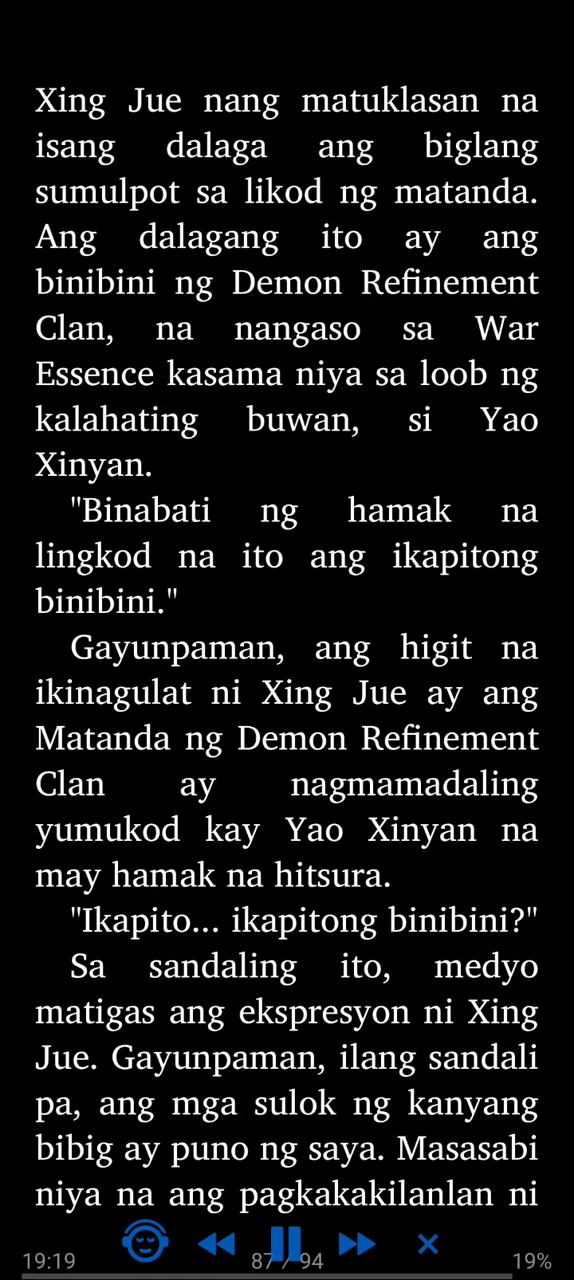 Xing Jue nang matuklasan na
isang dalaga ang biglang
sumulpot sa likod ng matanda.
Ang dalagang ito ay ang
binibini ng Demon Refinement
Clan, na nangaso sa War
Essence kasama niya sa loob ng
kalahating buwan, si Yao
Xinyan.
"Binabati ng hamak na
lingkod na ito ang ikapitong
binibini."
Gayunpaman, ang higit na
ikinagulat ni Xing Jue ay ang
Matanda ng Demon Refinement
Clan ay nagmamadaling
yumukod kay Yao Xinyan na
may hamak na hitsura.
"Ikapito... ikapitong binibini?"
Sa sandaling ito, medyo
matigas ang ekspresyon ni Xing
Jue. Gayunpaman, ilang sandali
pa, ang mga sulok ng kanyang
bibig ay puno ng saya. Masasabi
niya na ang pagkakakilanlan ni
19:19 87 / 94 19%